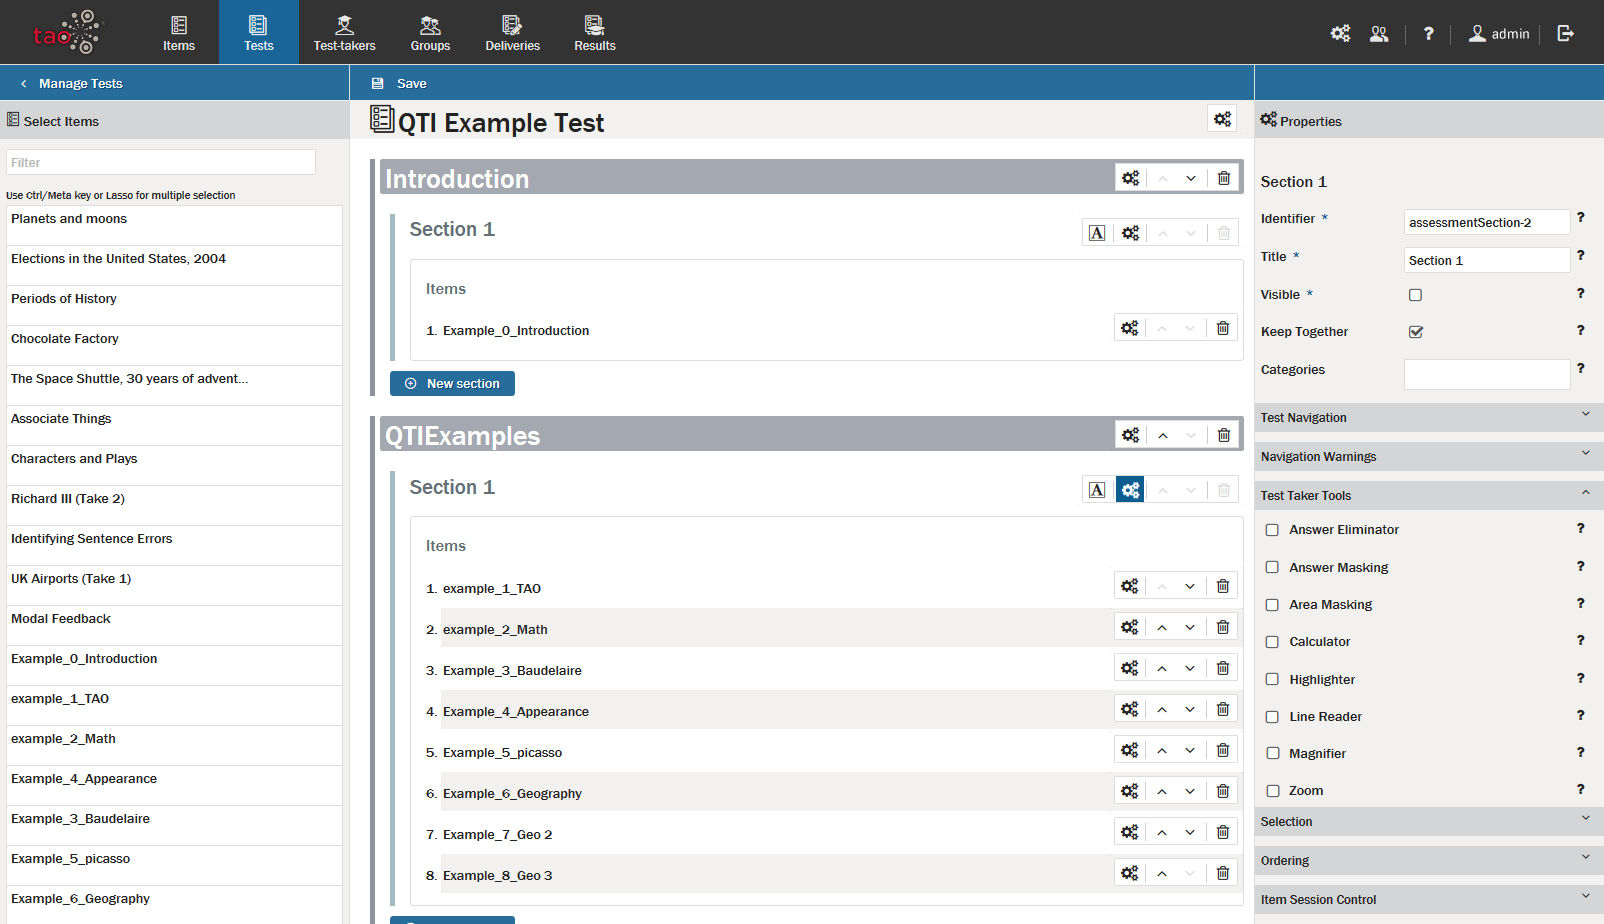 tao
Items
Tests
Test-takers
Groups
Deliveries
Results
?
admin
Manage Tests
Save
Select Items
Filter
Use Ctrl/Meta key or Lasso for multiple selection
Planets and moons
Elections in the United States, 2004
Periods of History
Chocolate Factory
The Space Shuttle, 30 years of advent...
Associate Things
Characters and Plays
Richard III (Take 2)
Identifying Sentence Errors
UK Airports (Take 1)
Modal Feedback
Example_0_Introduction
example_1_TAO
example_2_Math
Example_4_Appearance
Example_3_Baudelaire
Example_5_picasso
Example_6_Geography
QTI Example Test
Introduction
Section 1
A
Items
1. Example_0_Introduction
New section
QTIExamples
Section 1
A
Items
1. example_1_TAO
2. example_2_Math
3. Example_3_Baudelaire
4. Example_4_Appearance
5. Example_5_picasso
6. Example_6_Geography
7. Example_7_Geo 2
8. Example_8_Geo 3
Properties
Section 1
Identifier * assessmentSection-2 ?
Title * Section 1 ?
Visible * ?
Keep Together ?
Categories ?
Test Navigation
Navigation Warnings
Test Taker Tools
Answer Eliminator ?
Answer Masking ?
Area Masking ?
Calculator ?
Highlighter ?
Line Reader ?
Magnifier ?
Zoom ?
Selection
Ordering
Item Session Control